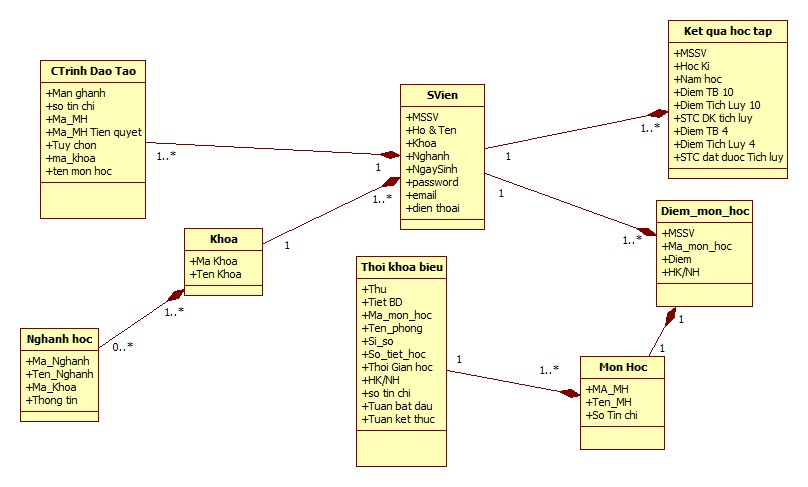 CTrinh Dao Tao
+Man ghanh
+so tin chi
+Ma_MH
+Ma_MH Tien quyet
+Tuy chon
+ma_khoa
+ten mon hoc
1..*
1
SVien
+MSSV
+Ho & Ten
+Khoa
+Nghanh
+NgaySinh
+password
+email
+dien thoai
1..*
1
1
1
Ket qua hoc tap
+MSSV
+Hoc Ki
+Nam hoc
+Diem TB 10
+Diem Tich Luy 10
+STC DK tich luy
+Diem TB 4
+Diem Tich Luy 4
+STC dat duoc Tich luy
1..*
1..*
Diem_mon_hoc
+MSSV
+Ma_mon_hoc
+Diem
+HK/NH
1
1
Khoa
+Ma Khoa
+Ten Khoa
1..*
0..*
Nghanh hoc
+Ma_Nghanh
+Ten_Nghanh
+Ma_Khoa
+Thong tin
Thoi khoa bieu
+Thu
+Tiet BD
+Ma_mon_hoc
+Ten_phong
+Si_so
+So_tiet_hoc
+Thoi Gian hoc
+HK/NH
+so tin chi
+Tuan bat dau
+Tuan ket thuc
1
1..*
Mon Hoc
+MA_MH
+Ten_MH
+So Tin chi